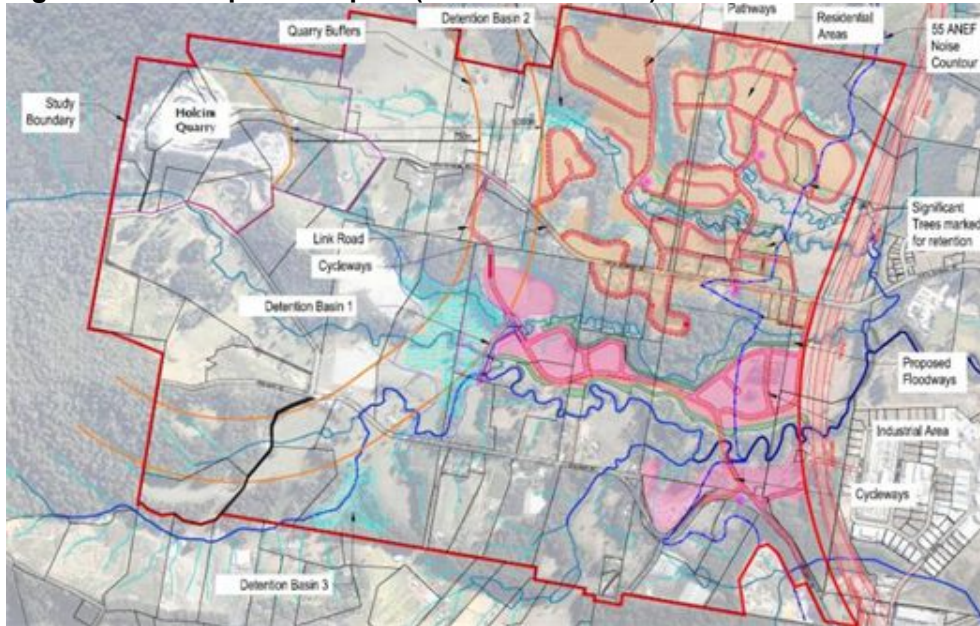 Detention Basin 2
Pathways
Quarry Buffers
Residential
Areas
55 ANEF
Noise
Countour
Study
Boundary
Holcim
Quarry
Significant
Trees marked
for retention
Link Road
Cycleways
Detention Basin 1
Proposed
Floodways
Industrial Area
Cycleways
Detention Basin 3